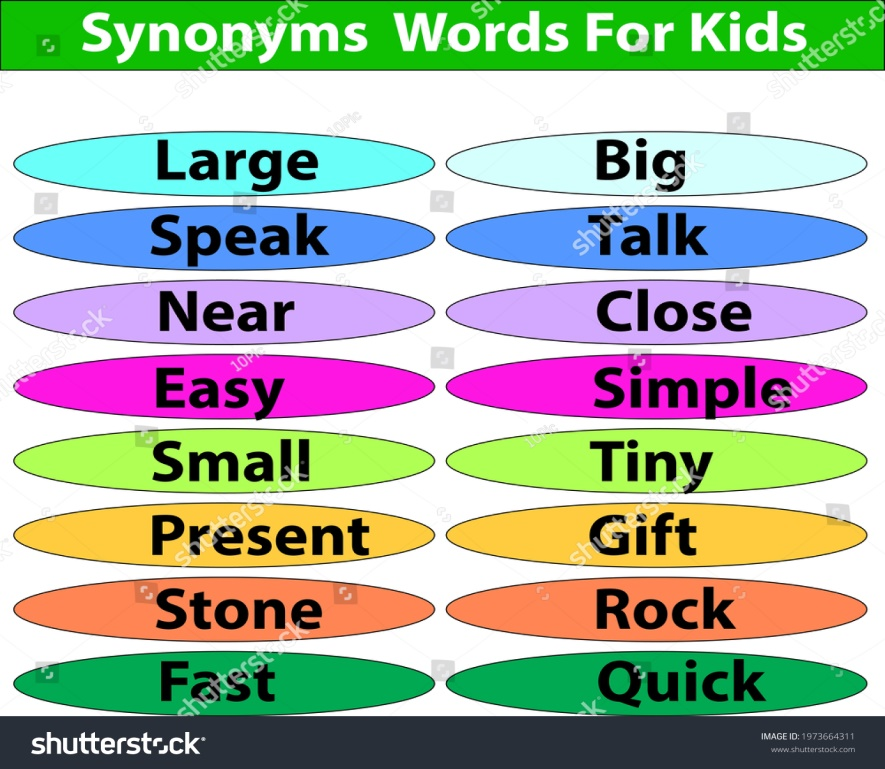 Synonyms Words For Kids
Large Big
Speak Talk
Near Close
Easy Simple
Small Tiny
Present Gift
Stone Rock
Fast Quick
shutterstock
IMAGE ID: 1973664311
www.shutterstock.com